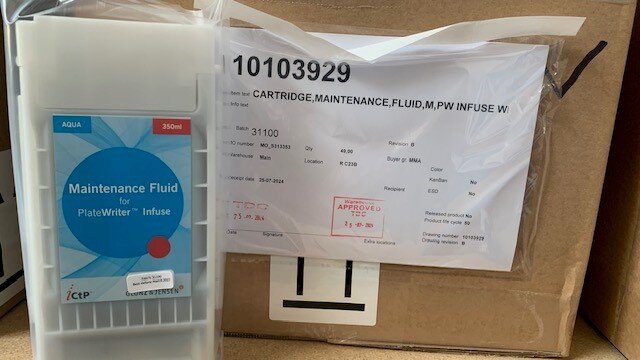 AQUA
350ml
Maintenance Fluid
for
PlateWriter™ Infuse
iCtP
GLUNZ & JENSEN
10103929
Item text CARTRIDGE,MAINTENANCE,FLUID,M,PW INFUSE
Info text
Batch 31100
number MO_5313353 Qty 49,00 Revision B
Warehouse Main Location R C23B Buyer gr. MMA
Color No
KanBan No
Recipient ESD No
receipt date 25-07-2024
APPROVED
Released product No
Product life cycle 50
Date Signature Extra locations
Drawing number 10103929
Drawing revision B